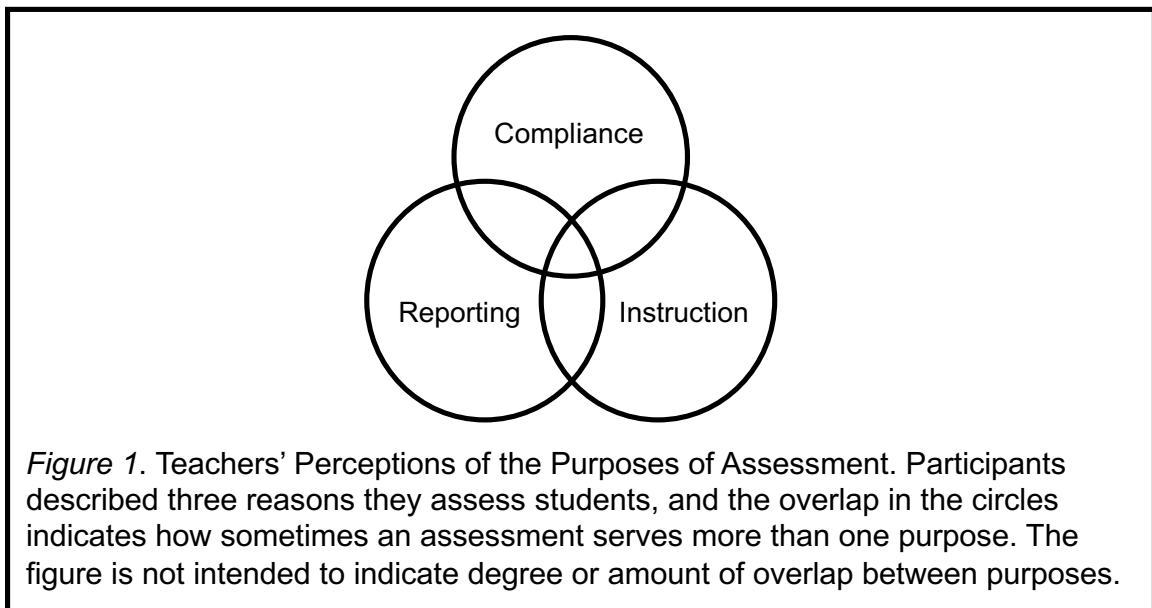 Compliance
Reporting
Instruction
Figure 1. Teachers’ Perceptions of the Purposes of Assessment. Participants
described three reasons they assess students, and the overlap in the circles
indicates how sometimes an assessment serves more than one purpose. The
figure is not intended to indicate degree or amount of overlap between purposes.